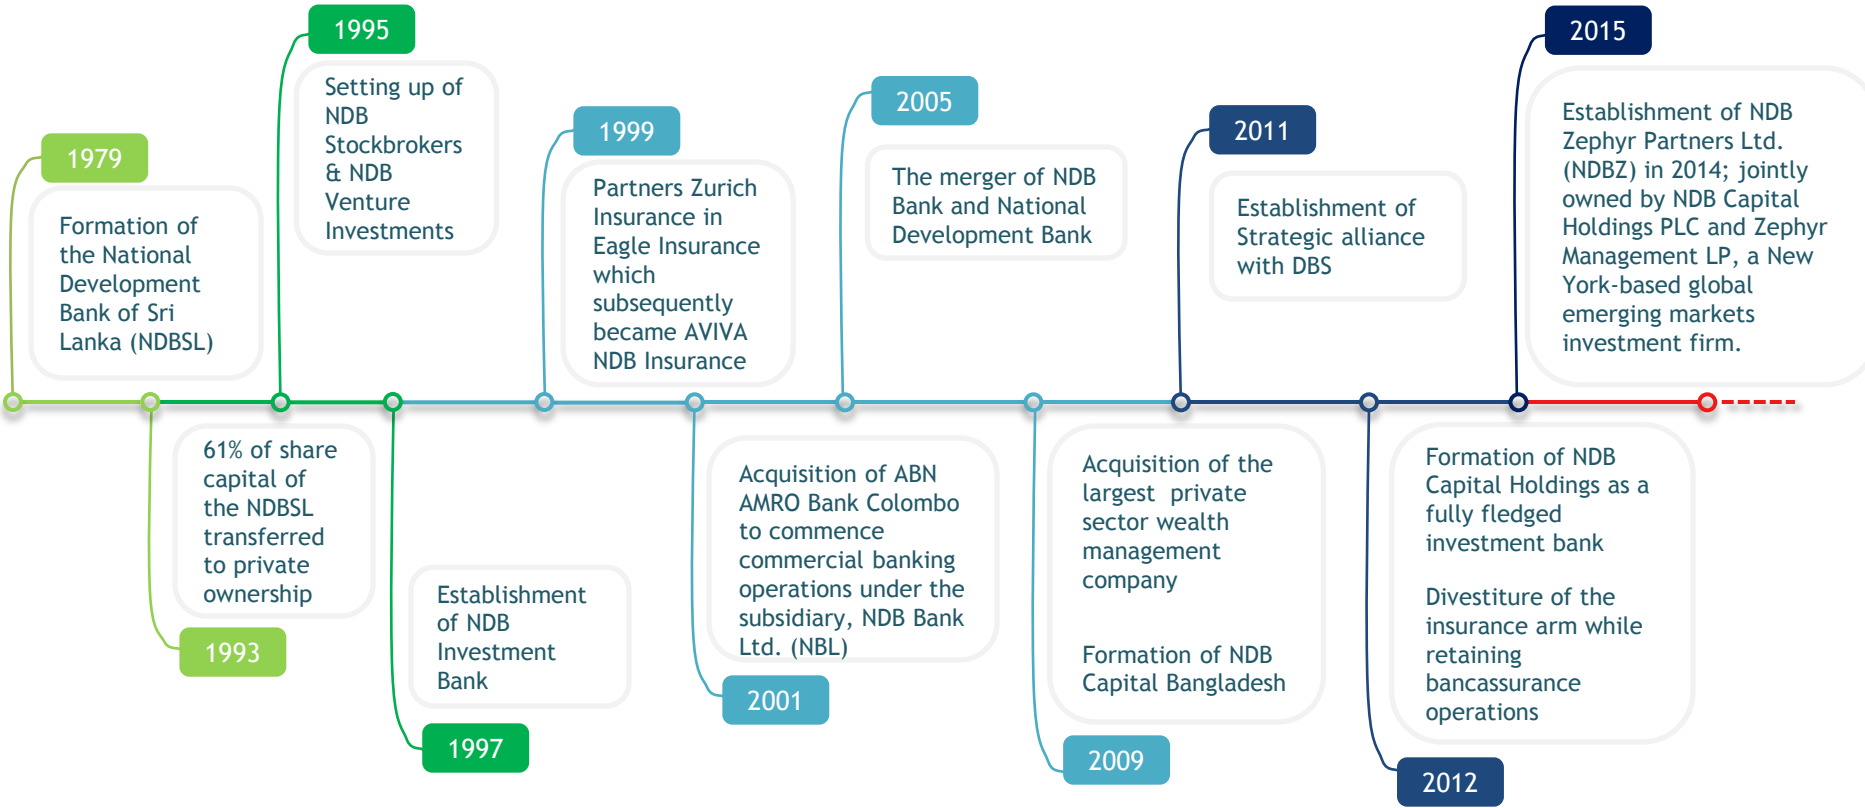 1979
Formation of
the National
Development
Bank of Sri
Lanka (NDBSL)
61% of share
capital of
the NDBSL
transferred
to private
ownership
1993
1995
Setting up of
NDB
Stockbrokers
& NDB
Venture
Investments
Establishment
of NDB
Investment
Bank
1997
1999
Partners Zurich
Insurance in
Eagle Insurance
which
subsequently
became AVIVA
NDB Insurance
Acquisition of ABN
AMRO Bank Colombo
to commence
commercial banking
operations under the
subsidiary, NDB Bank
Ltd. (NBL)
2001
2005
The merger of NDB
Bank and National
Development Bank
Acquisition of the
largest private
sector wealth
management
company
Formation of NDB
Capital Bangladesh
2009
2011
Establishment of
Strategic alliance
with DBS
Formation of NDB
Capital Holdings as a
fully fledged
investment bank
Divestiture of the
insurance arm while
retaining
bancassurance
operations
2012
2015
Establishment of NDB
Zephyr Partners Ltd.
(NDBZ) in 2014; jointly
owned by NDB Capital
Holdings PLC and Zephyr
Management LP, a New
York-based global
emerging markets
investment firm.